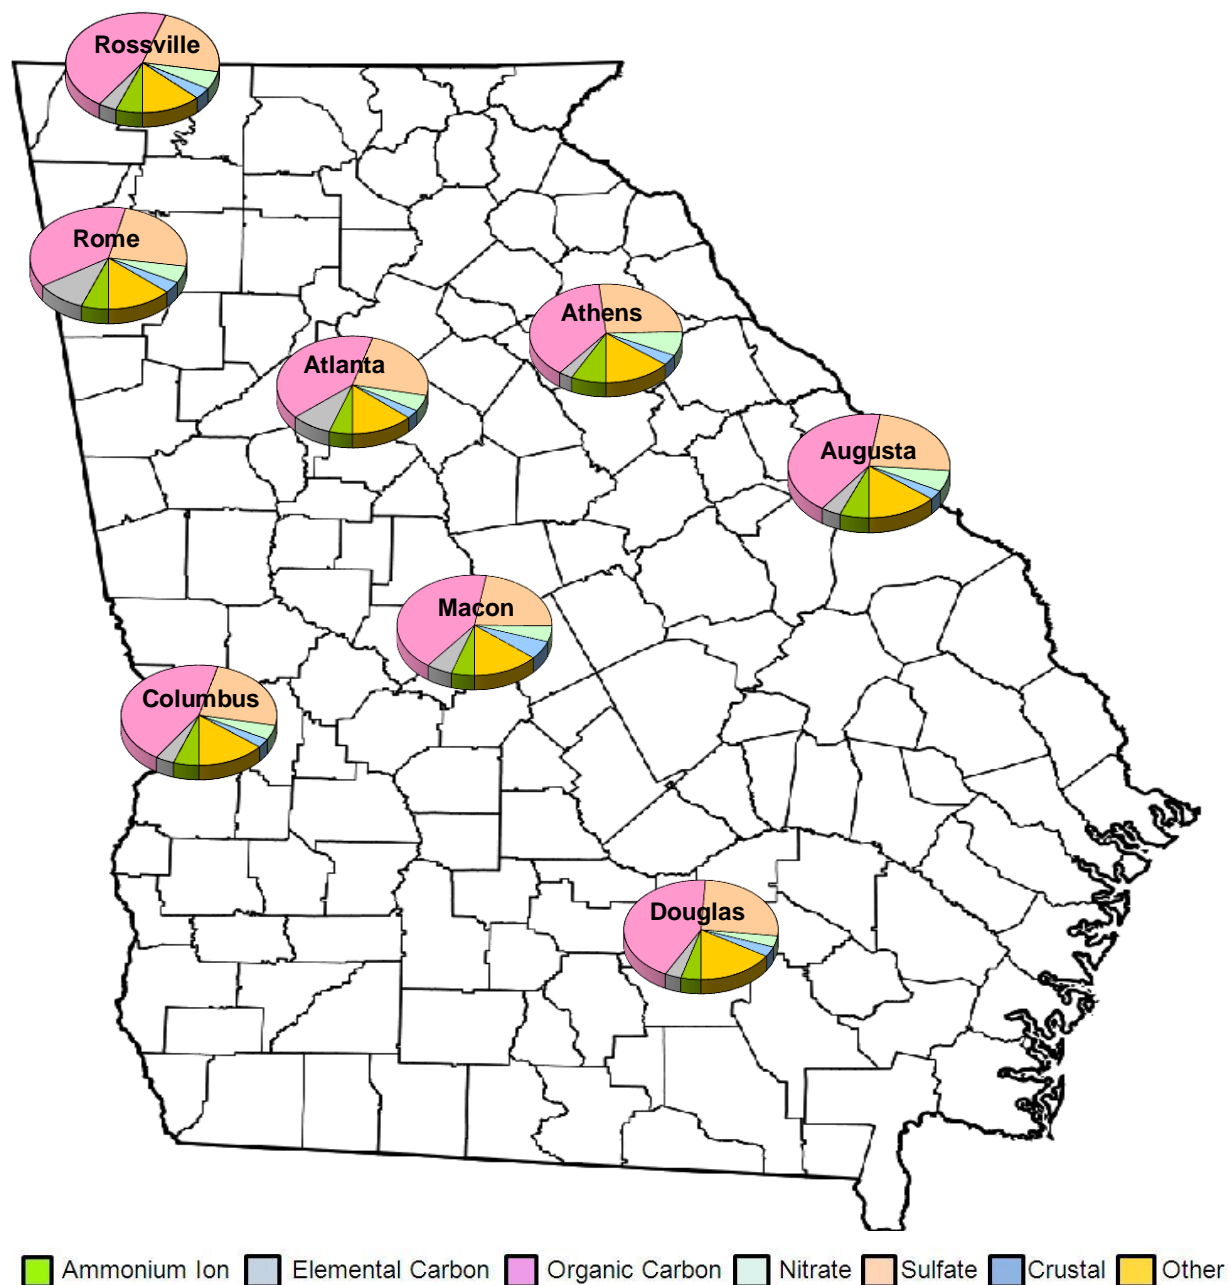 Rossville
Rome
Athens
Atlanta
Augusta
Macon
Columbus
Douglas
Ammonium Ion Elemental Carbon Organic Carbon Nitrate Sulfate Crustal Other